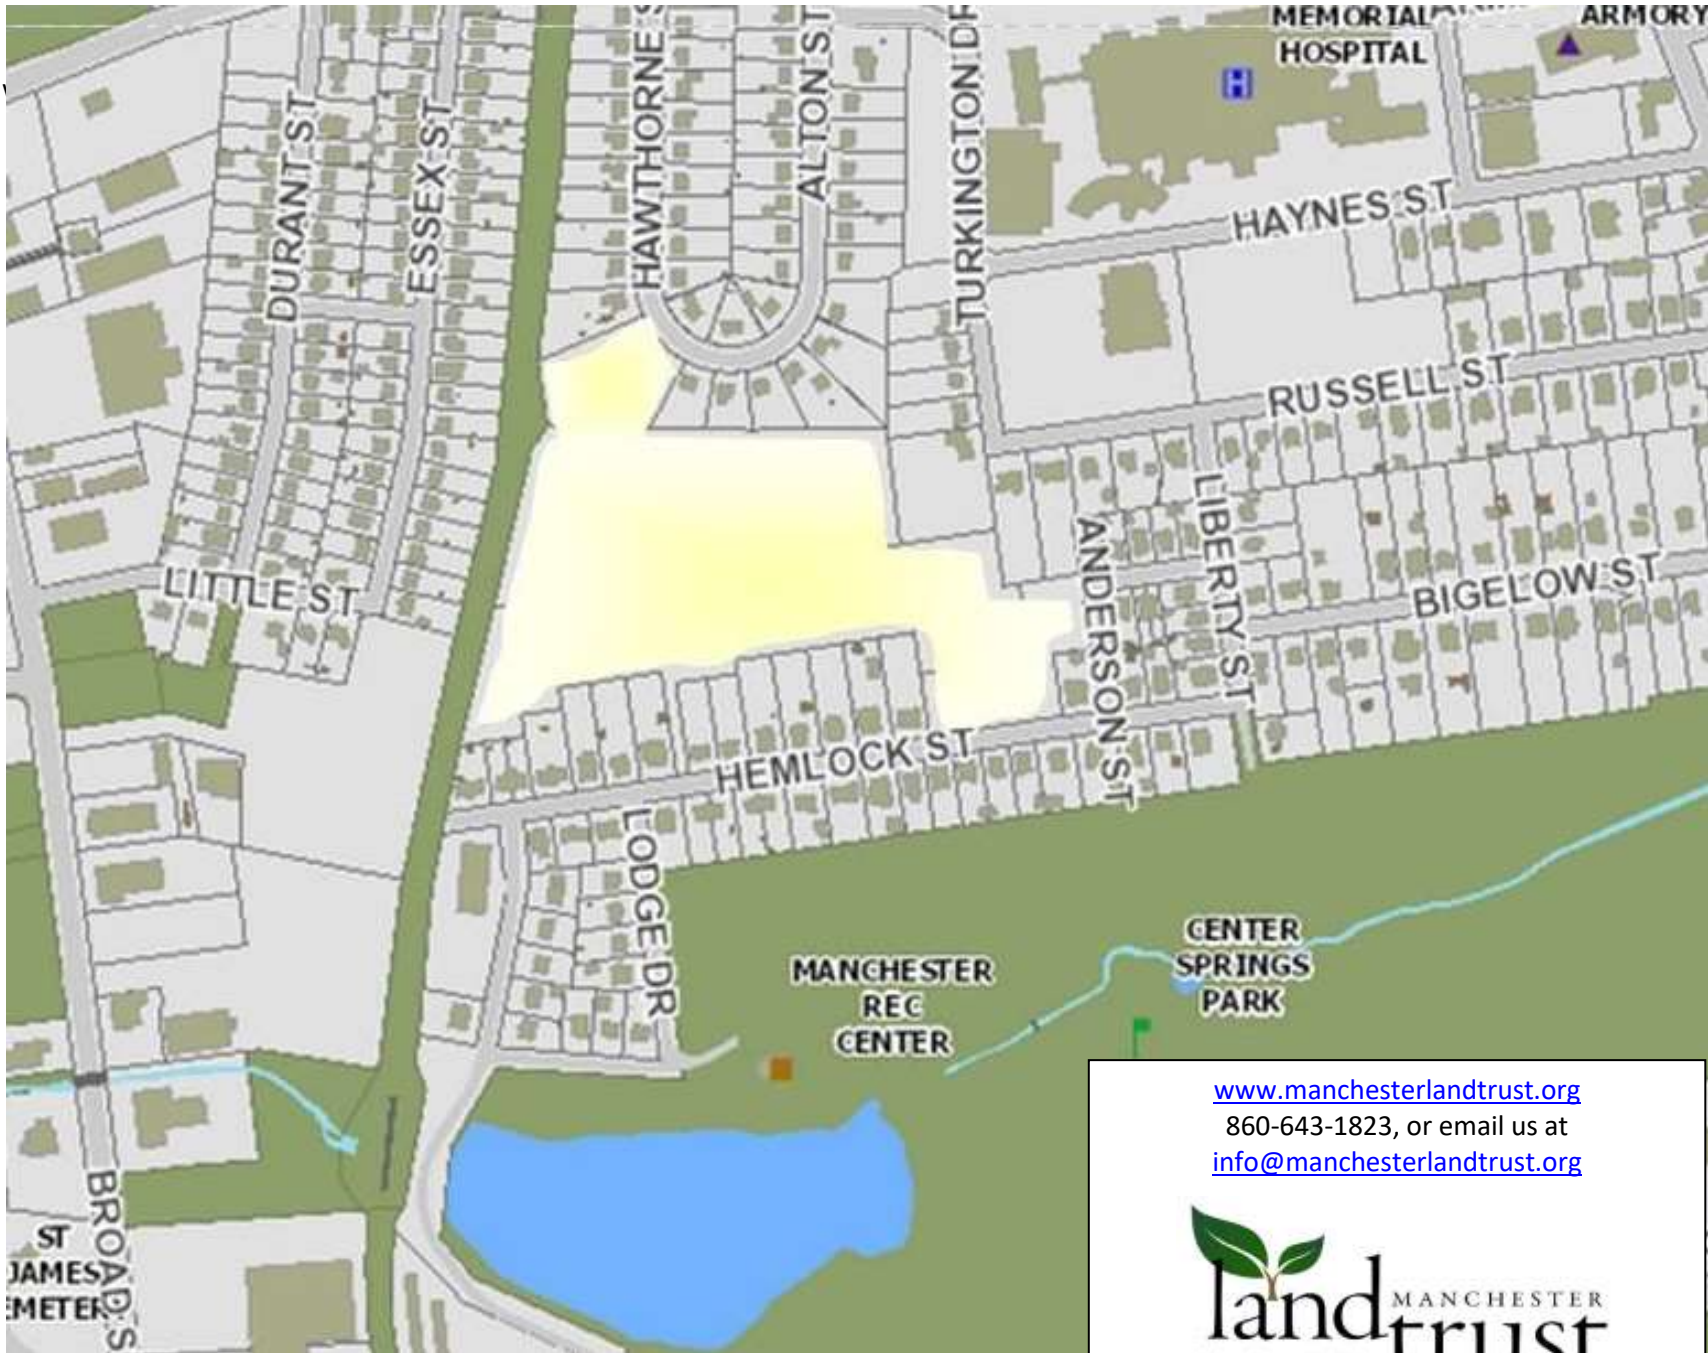 MEMORIAL
HOSPITAL
ARMORY
H
HAWTHORNE S
ALTON ST
TURKINGTON DR
DURANT ST
ESSEX ST
HAYNES ST
RUSSELL ST
LIBERTY ST
ANDERSON ST
BIGELOW ST
LITTLE ST
HEMLOCK ST
LODGE DR
MANCHESTER
REC
CENTER
CENTER
SPRINGS
PARK
BROAD S
ST
JAMES
EMETER
www.manchesterlandtrust.org
860-643-1823, or email us at
info@manchesterlandtrust.org
MANCHESTER
land trust